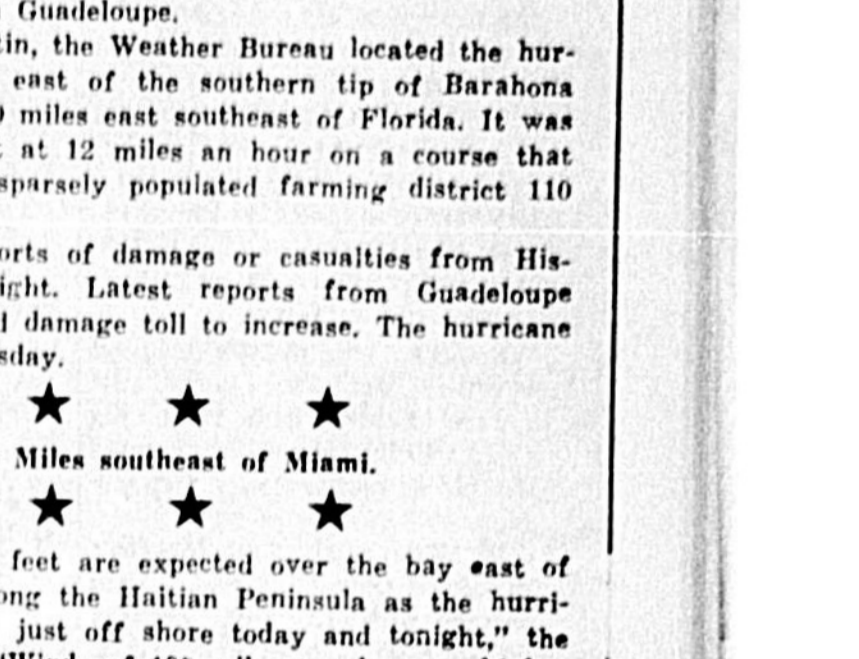 Guadeloupe.
tin, the Weather Bureau located the hur-
east of the southern tip of Barahona
miles east southeast of Florida. It was
at 12 miles an hour on a course that
sparsely populated farming district 110
orts of damage or casualties from His-
ight. Latest reports from Guadeloupe
damage toll to increase. The hurricane
sday.
★ ★ ★
Miles southeast of Miami.
★ ★ ★
feet are expected over the bay east of
ong the Haitian Peninsula as the hurri-
just off shore today and tonight," the